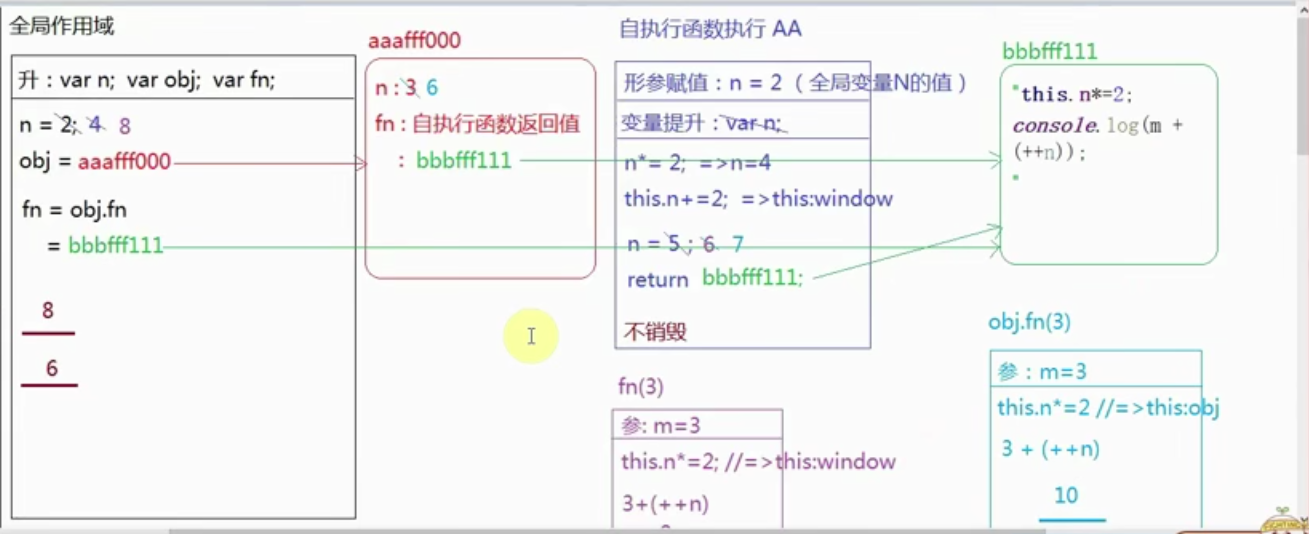 全局作用域
升：var n;  var obj;  var fn;
n = 2; 4 8
obj = aaafff000
fn = obj.fn
= bbbfff111
8
6
aaafff000
n : 3 6
fn : 自执行函数返回值
: bbbfff111
自执行函数执行 AA
形参赋值：n = 2（全局变量N的值）
变量提升：var n;
n*= 2;  =>n=4
this.n+=2;  =>this:window
n = 5 ; 6 7
return bbbfff111;
不销毁
fn(3)
参: m=3
this.n*=2; //=>this:window
3+(++n)
bbbfff111
"this.n*=2;
console.log(m +
(++n));
"
obj.fn(3)
参：m=3
this.n*=2 //=>this:obj
3 + (++n)
10